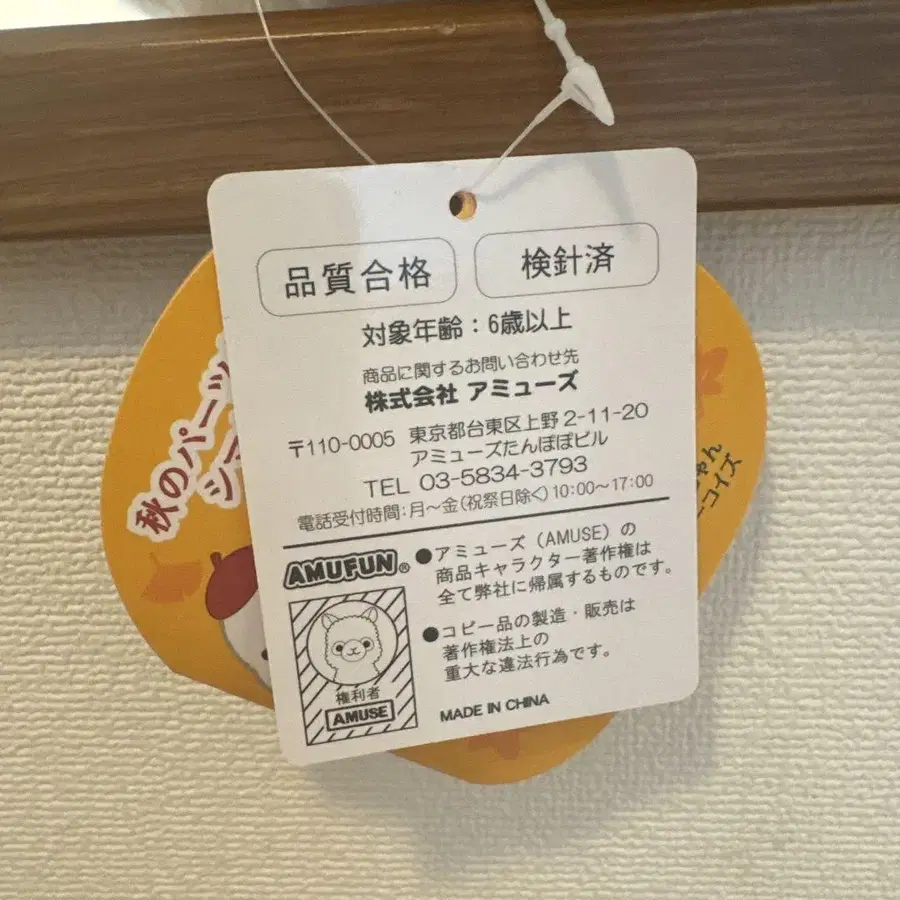 品質合格
検針済
対象年齢：6歳以上
商品に関するお問い合わせ先
株式会社 アミューズ
〒110-0005 東京都台東区上野 2-11-20
アミューズたんぽぽビル
TEL 03-5834-3793
電話受付時間：月～金（祝祭日除く）10:00～17:00
AMUFUN®
●アミューズ（AMUSE）の
商品キャラクター著作権は
全て弊社に帰属するものです。
●コピー品の製造・販売は
著作権法上の
重大な違法行為です。
権利者
AMUSE
MADE IN CHINA
秋のパーツ
ゃん
ーコイズ